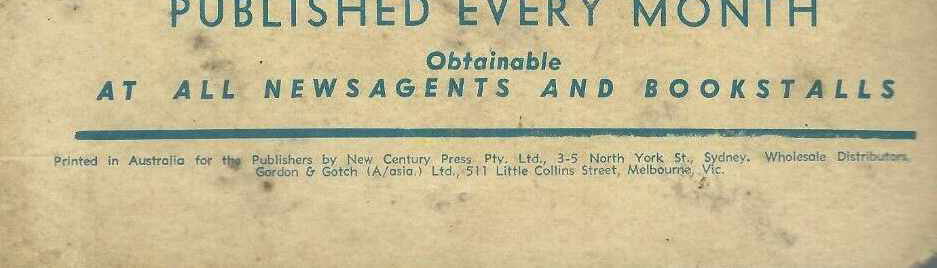 PUBLISHED EVERY MONTH
Obtainable
AT ALL NEWSAGENTS AND BOOKSTALLS
Printed in Australia for the Publishers by New Century Press Pty. Ltd., 3-5 North York St., Sydney. Wholesale Distributors,
Gordon & Gotch (A/asia.) Ltd., 511 Little Collins Street, Melbourne, Vic.